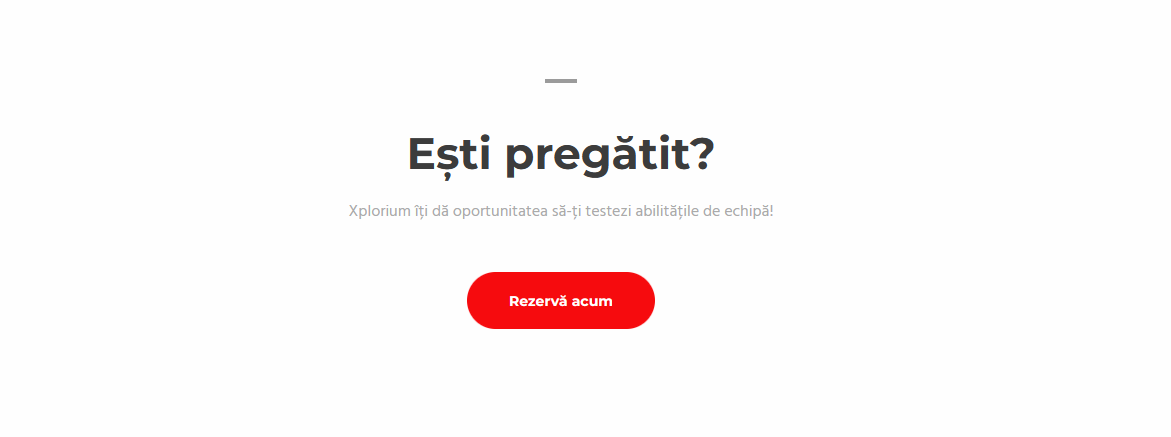 Ești pregătit?
Xplorium îți dă oportunitatea să-ți testezi abilitățile de echipă!
Rezervă acum